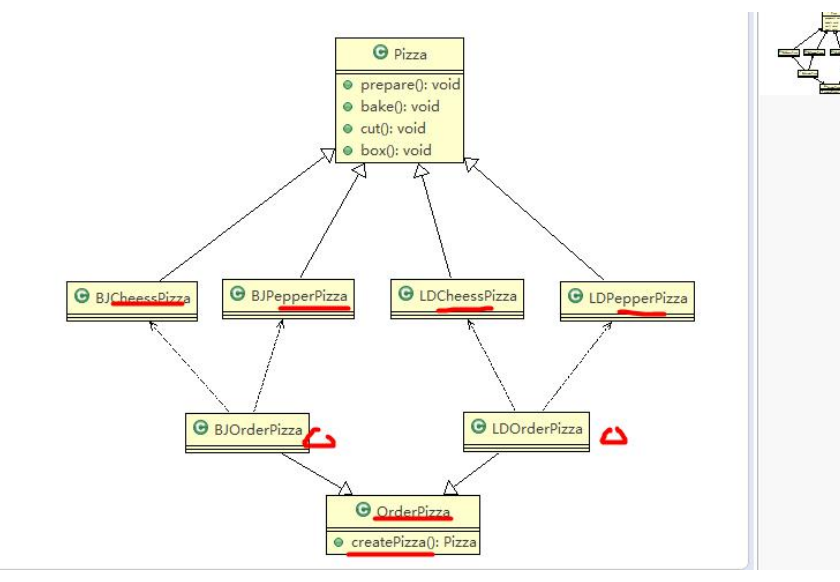 Pizza
prepare(): void
bake(): void
cut(): void
box(): void
BJCheessPizza
BJPepperPizza
LDCheessPizza
LDPepperPizza
BJOrderPizza
LDOrderPizza
OrderPizza
createPizza(): Pizza